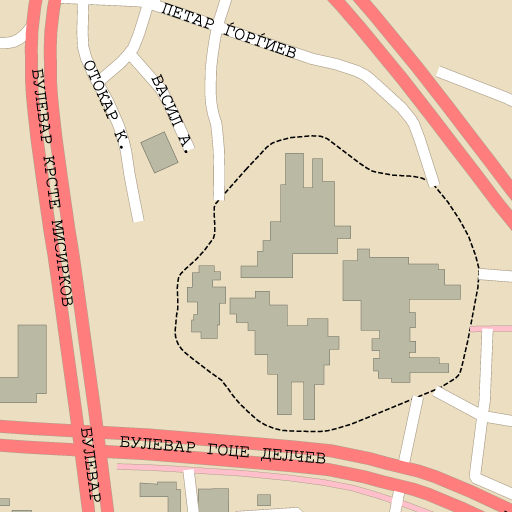 ПЕТАР ЃОРЃИЕВ
ОТОКАР К.
ВАСИЛ А.
БУЛЕВАР КРСТЕ МИСИРКОВ
БУЛЕВАР ГОЦЕ ДЕЛЧЕВ
БУЛЕВАР